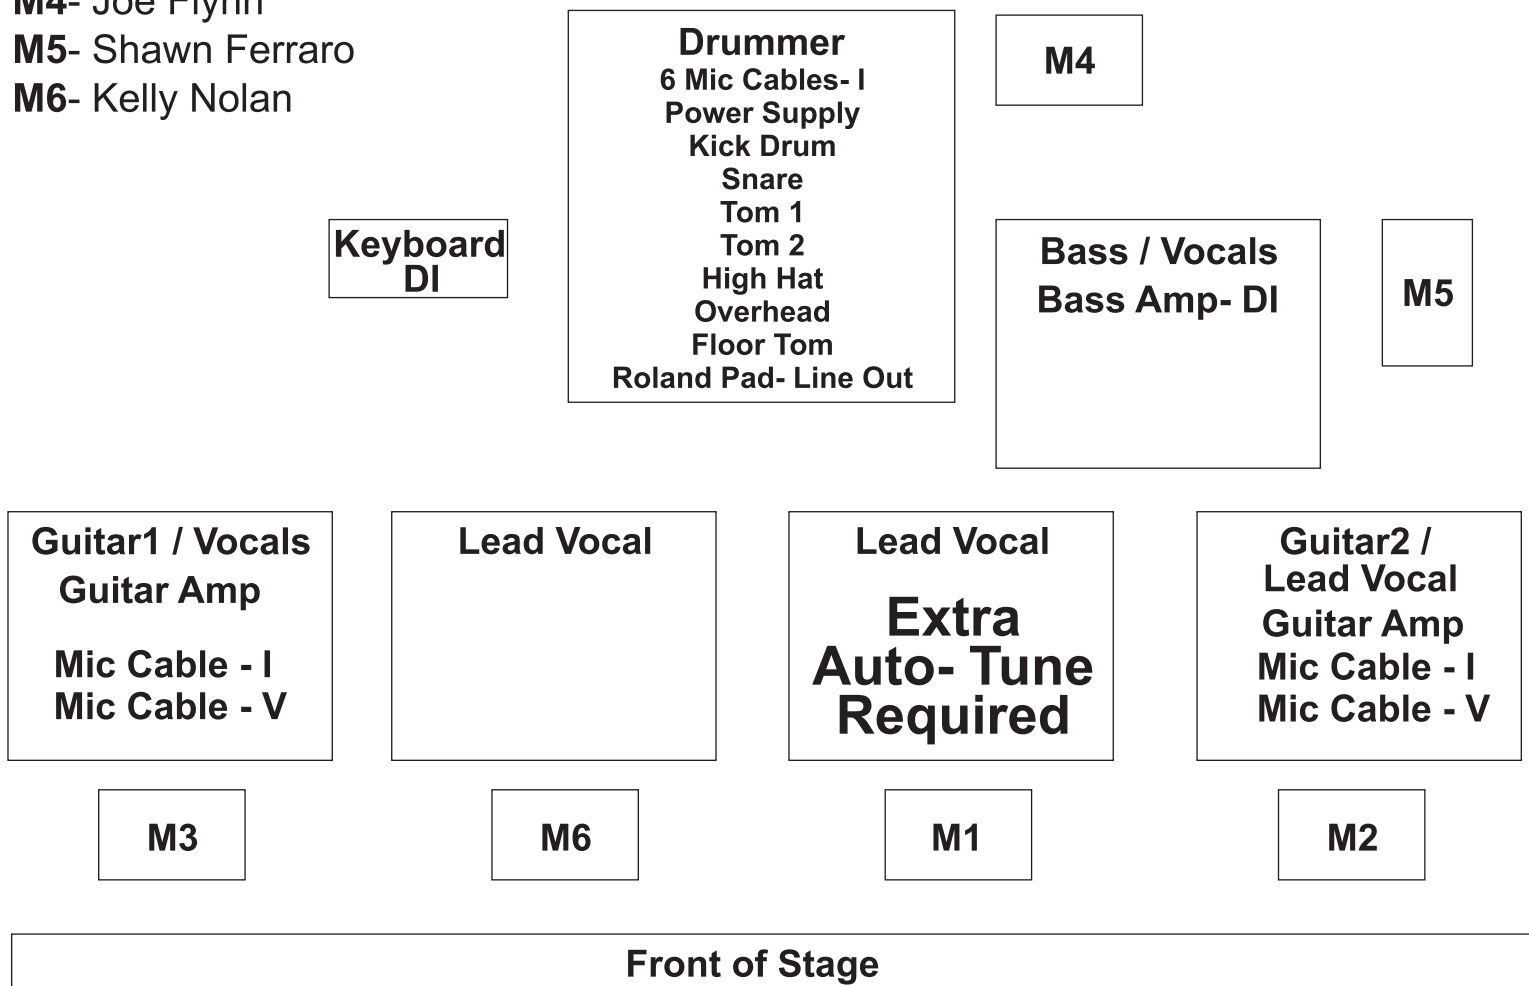 M4- Joe Flynn
M5- Shawn Ferraro
M6- Kelly Nolan
Drummer
6 Mic Cables- I
Power Supply
Kick Drum
Snare
Tom 1
Tom 2
High Hat
Overhead
Floor Tom
Roland Pad- Line Out
M4
Keyboard
DI
Bass / Vocals
Bass Amp- DI
M5
Guitar1 / Vocals
Guitar Amp
Mic Cable - I
Mic Cable - V
Lead Vocal
Lead Vocal
Extra
Auto- Tune
Required
Guitar2 /
Lead Vocal
Guitar Amp
Mic Cable - I
Mic Cable - V
M3
M6
M1
M2
Front of Stage